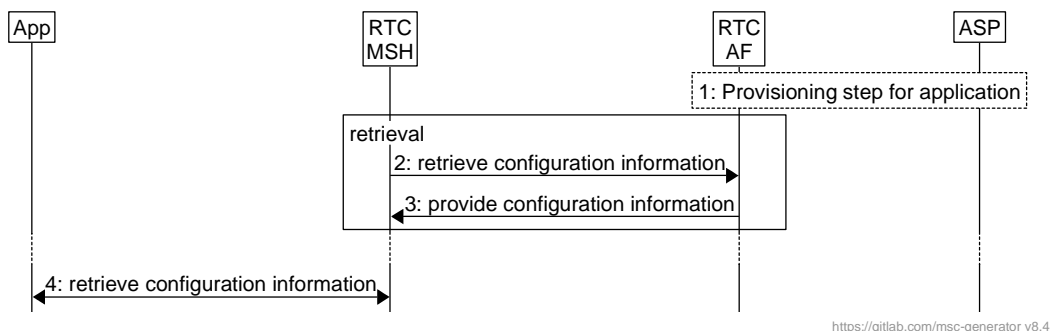 App
RTC
MSH
RTC
AF
ASP
1: Provisioning step for application
retrieval
2: retrieve configuration information
3: provide configuration information
4: retrieve configuration information
https://gitlab.com/msc-generator v8.4